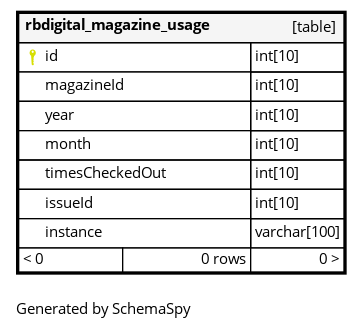 rbdigital_magazine_usage [table]
id int[10]
magazineId int[10]
year int[10]
month int[10]
timesCheckedOut int[10]
issueId int[10]
instance varchar[100]
< 0 0 rows 0 >
Generated by SchemaSpy